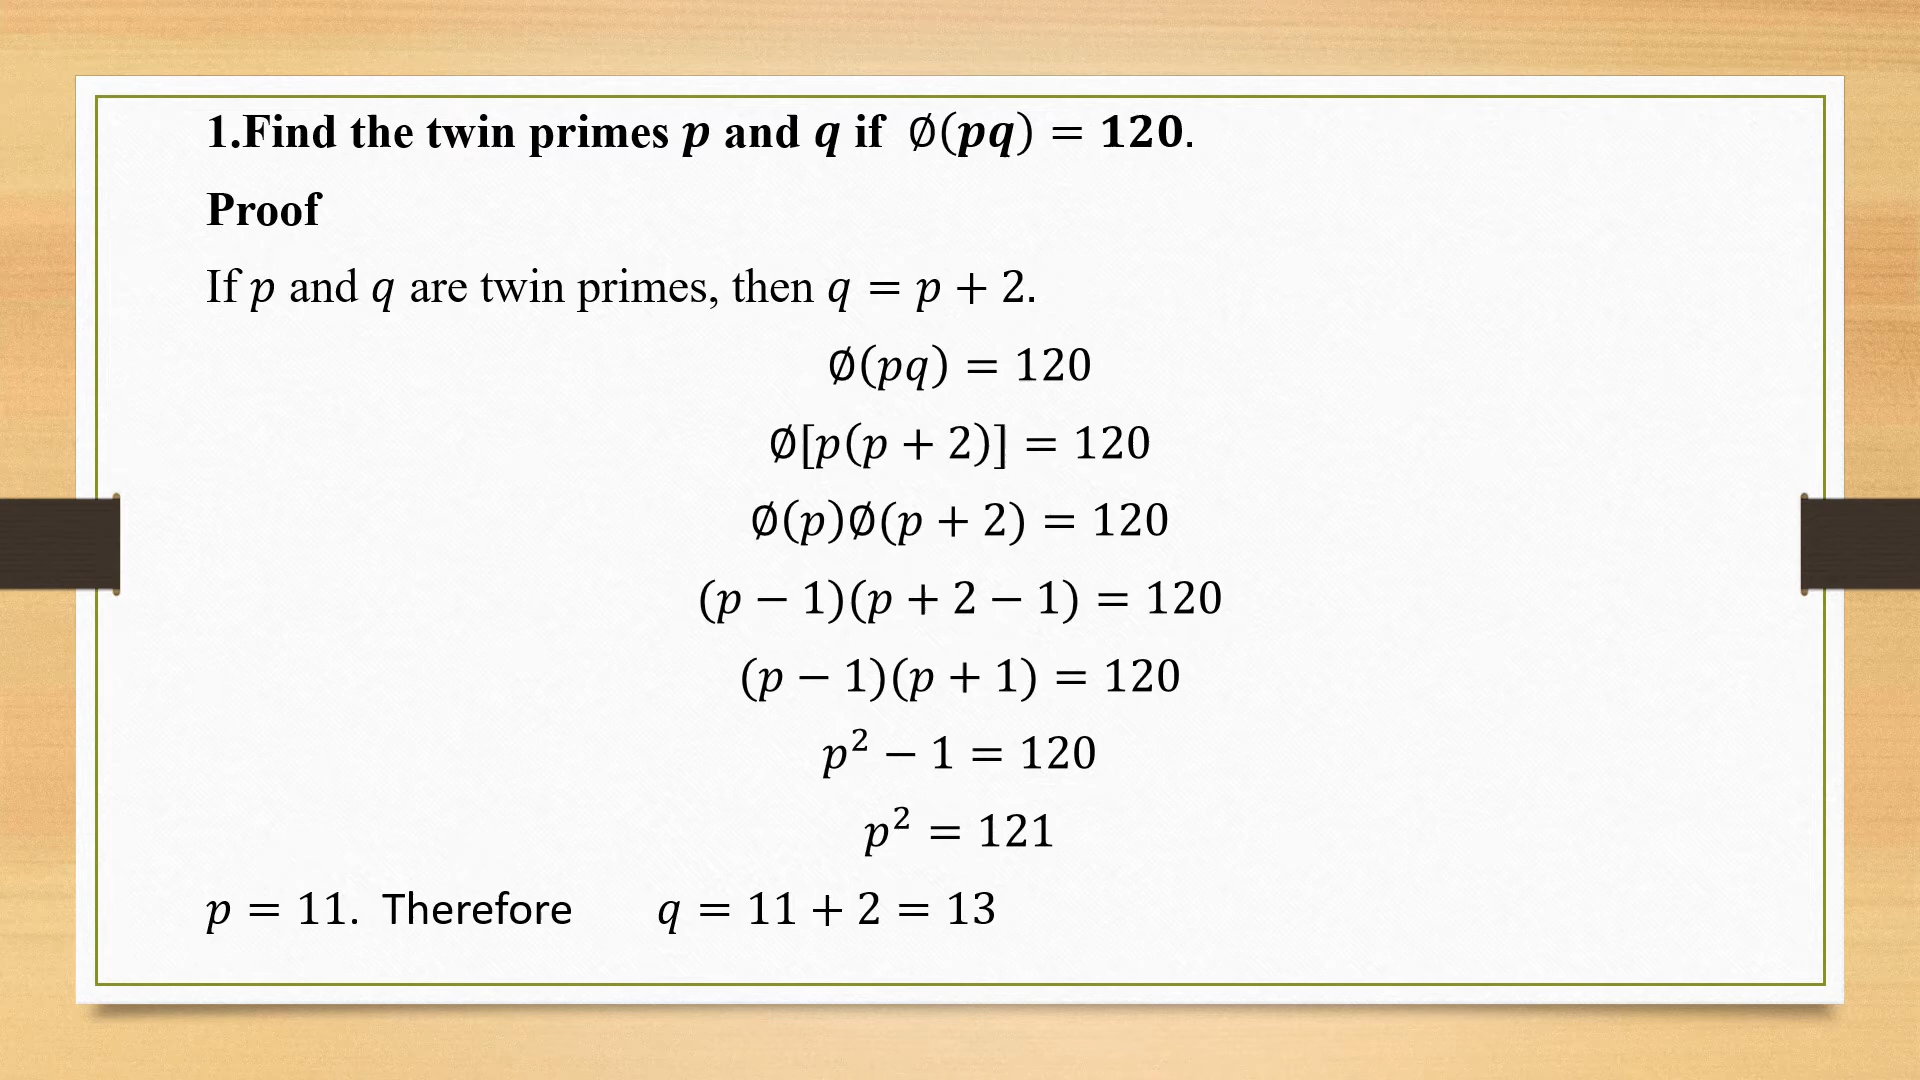 1.Find the twin primes p and q if ∅(pq) = 120.
Proof
If p and q are twin primes, then q = p + 2.
∅(pq) = 120
∅[p(p + 2)] = 120
∅(p)∅(p + 2) = 120
(p − 1)(p + 2 − 1) = 120
(p − 1)(p + 1) = 120
p² − 1 = 120
p² = 121
p = 11. Therefore q = 11 + 2 = 13